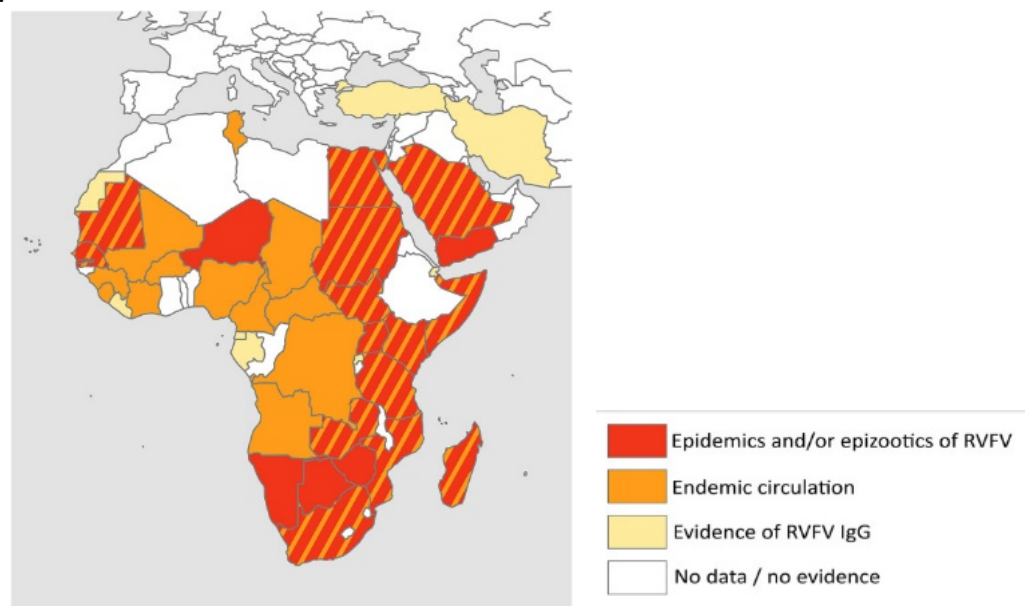 Epidemics and/or epizootics of RVFV
Endemic circulation
Evidence of RVFV IgG
No data / no evidence